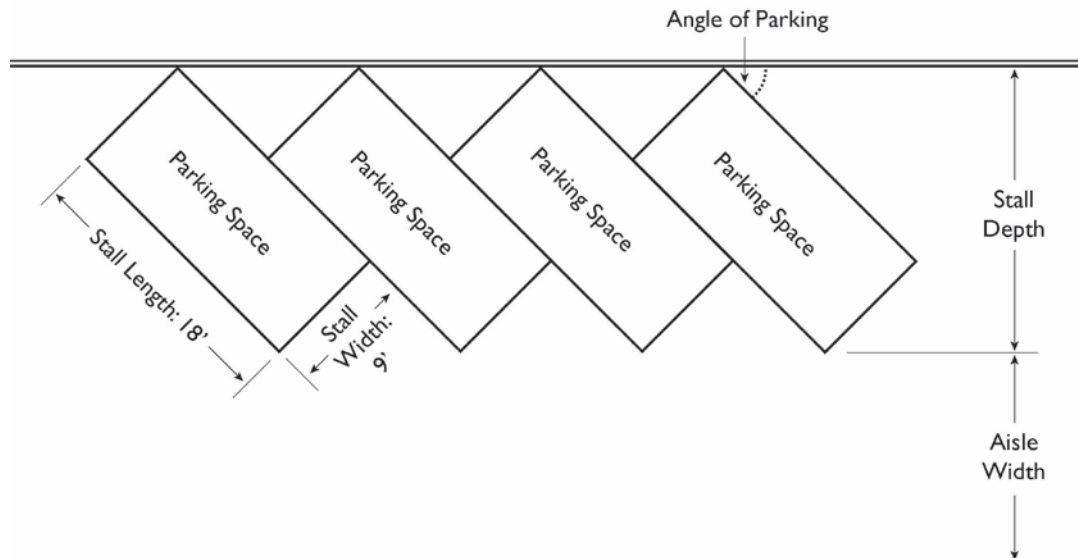 Angle of Parking
Parking Space
Parking Space
Parking Space
Parking Space
Stall
Depth
Stall Length: 18'
Stall
Width:
9'
Aisle
Width